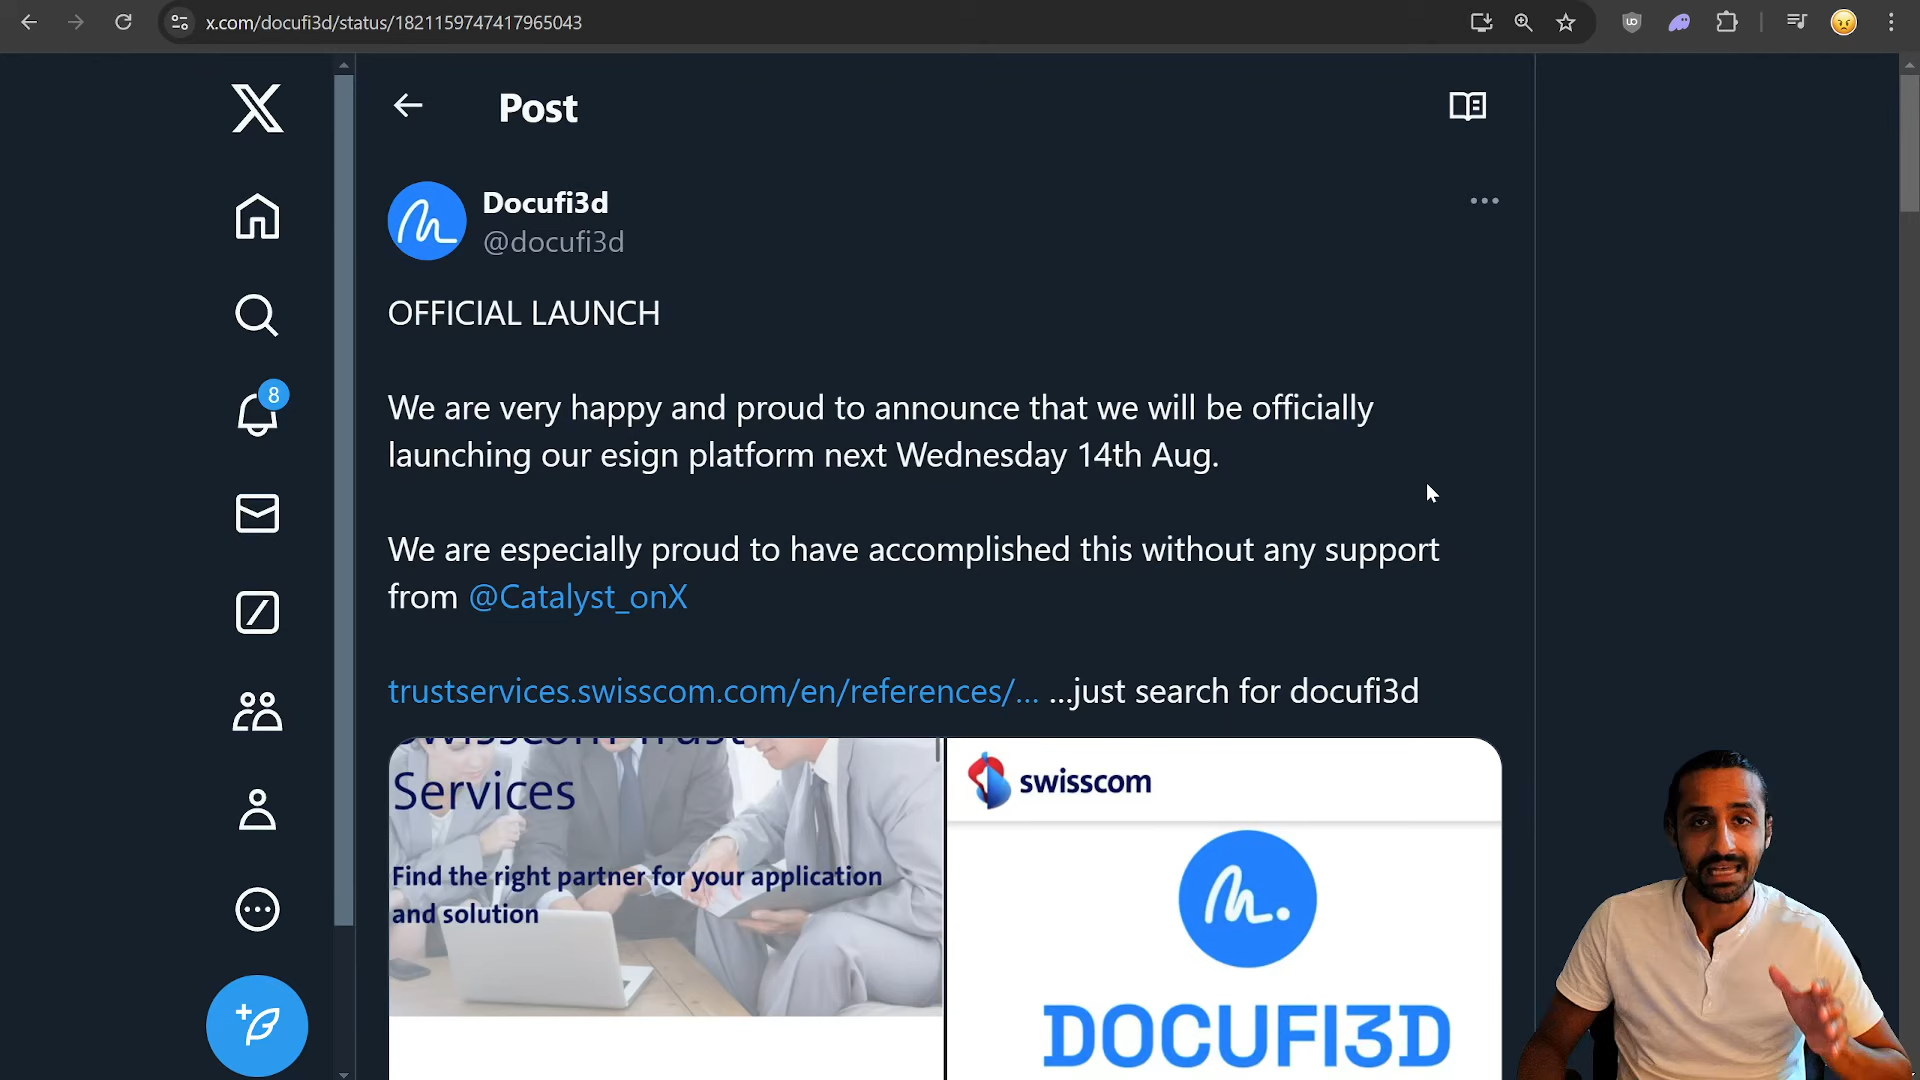 x.com/docufi3d/status/1821159747417965043
Post
Docufi3d
@docufi3d
OFFICIAL LAUNCH
We are very happy and proud to announce that we will be officially
launching our esign platform next Wednesday 14th Aug.
8
We are especially proud to have accomplished this without any support
from @Catalyst_onX
trustservices.swisscom.com/en/references/... ...just search for docufi3d
Swisscom Trust
Services
Find the right partner for your application
and solution
swisscom
DOCUFI3D